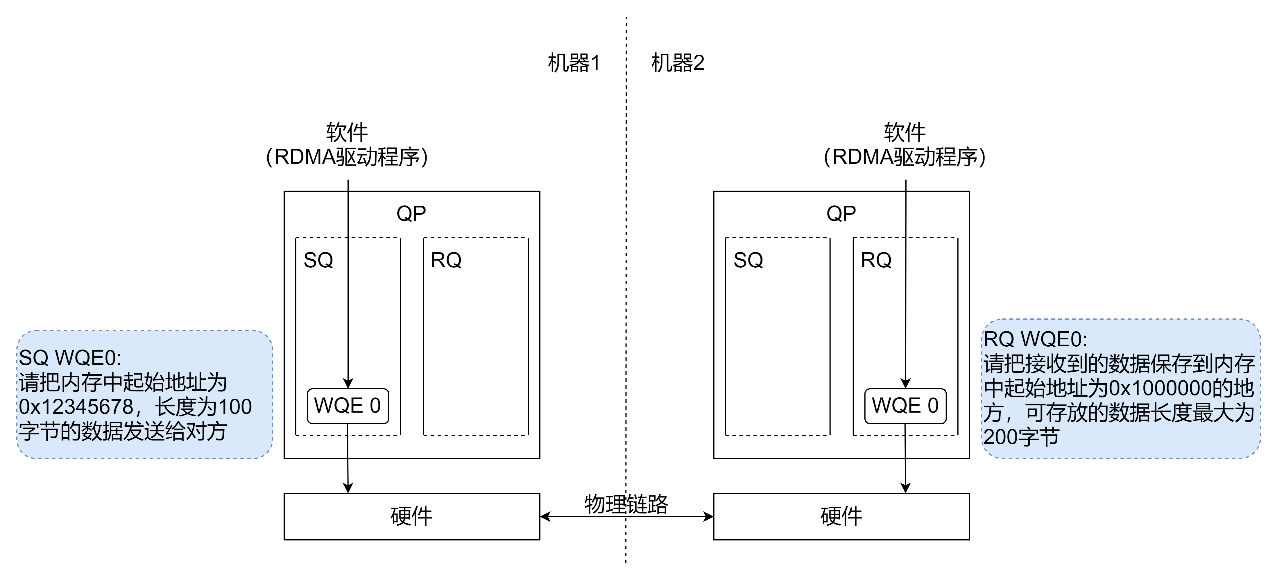 机器1
机器2
软件
(RDMA驱动程序)
软件
(RDMA驱动程序)
QP
SQ
RQ
QP
SQ
RQ
SQ WQE0:
请把内存中起始地址为
0x12345678，长度为100
字节的数据发送给对方
WQE 0
WQE 0
RQ WQE0:
请把接收到的数据保存到内存
中起始地址为0x1000000的地
方，可存放的数据长度最大为
200字节
硬件
物理链路
硬件